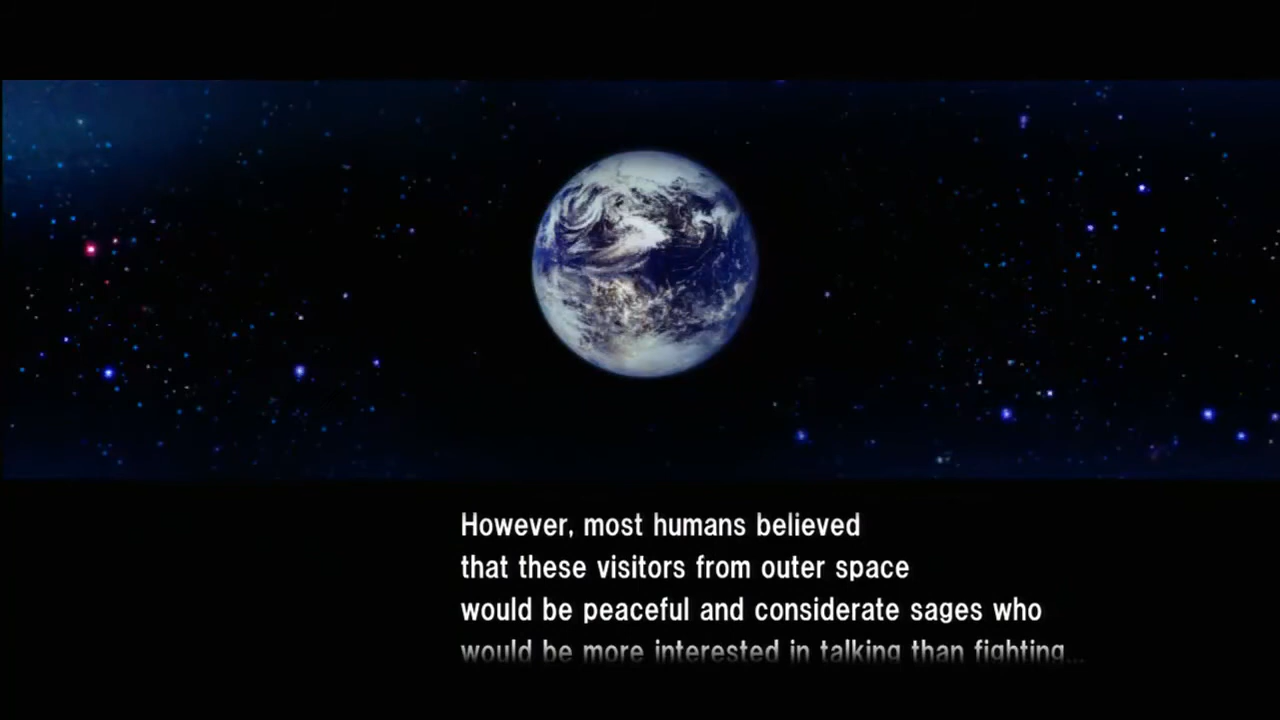 However, most humans believed
that these visitors from outer space
would be peaceful and considerate sages who
would be more interested in talking than fighting...